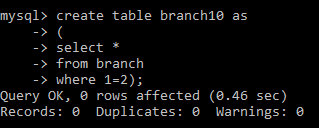 mysql> create table branch10 as
    -> (
    -> select *
    -> from branch
    -> where 1=2);
Query OK, 0 rows affected (0.46 sec)
Records: 0  Duplicates: 0  Warnings: 0